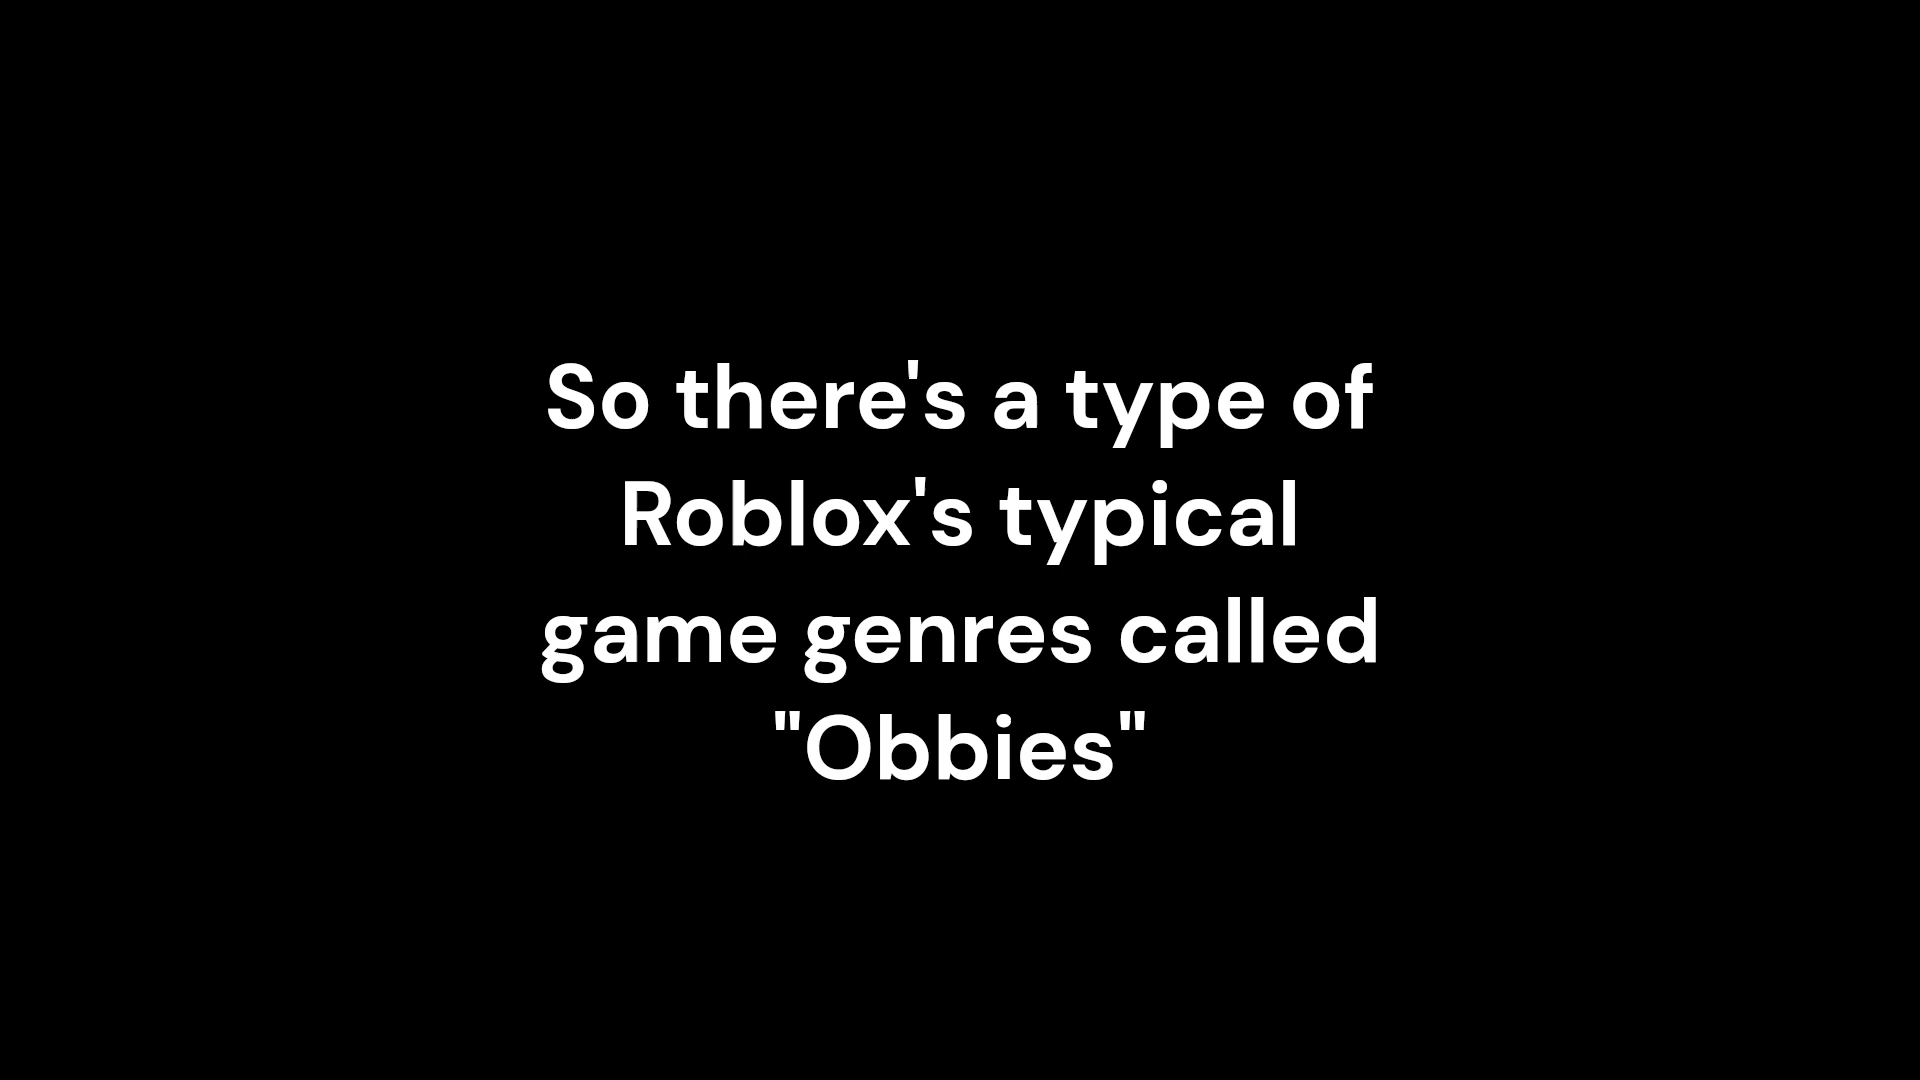 So there's a type of
Roblox's typical
game genres called
"Obbies"